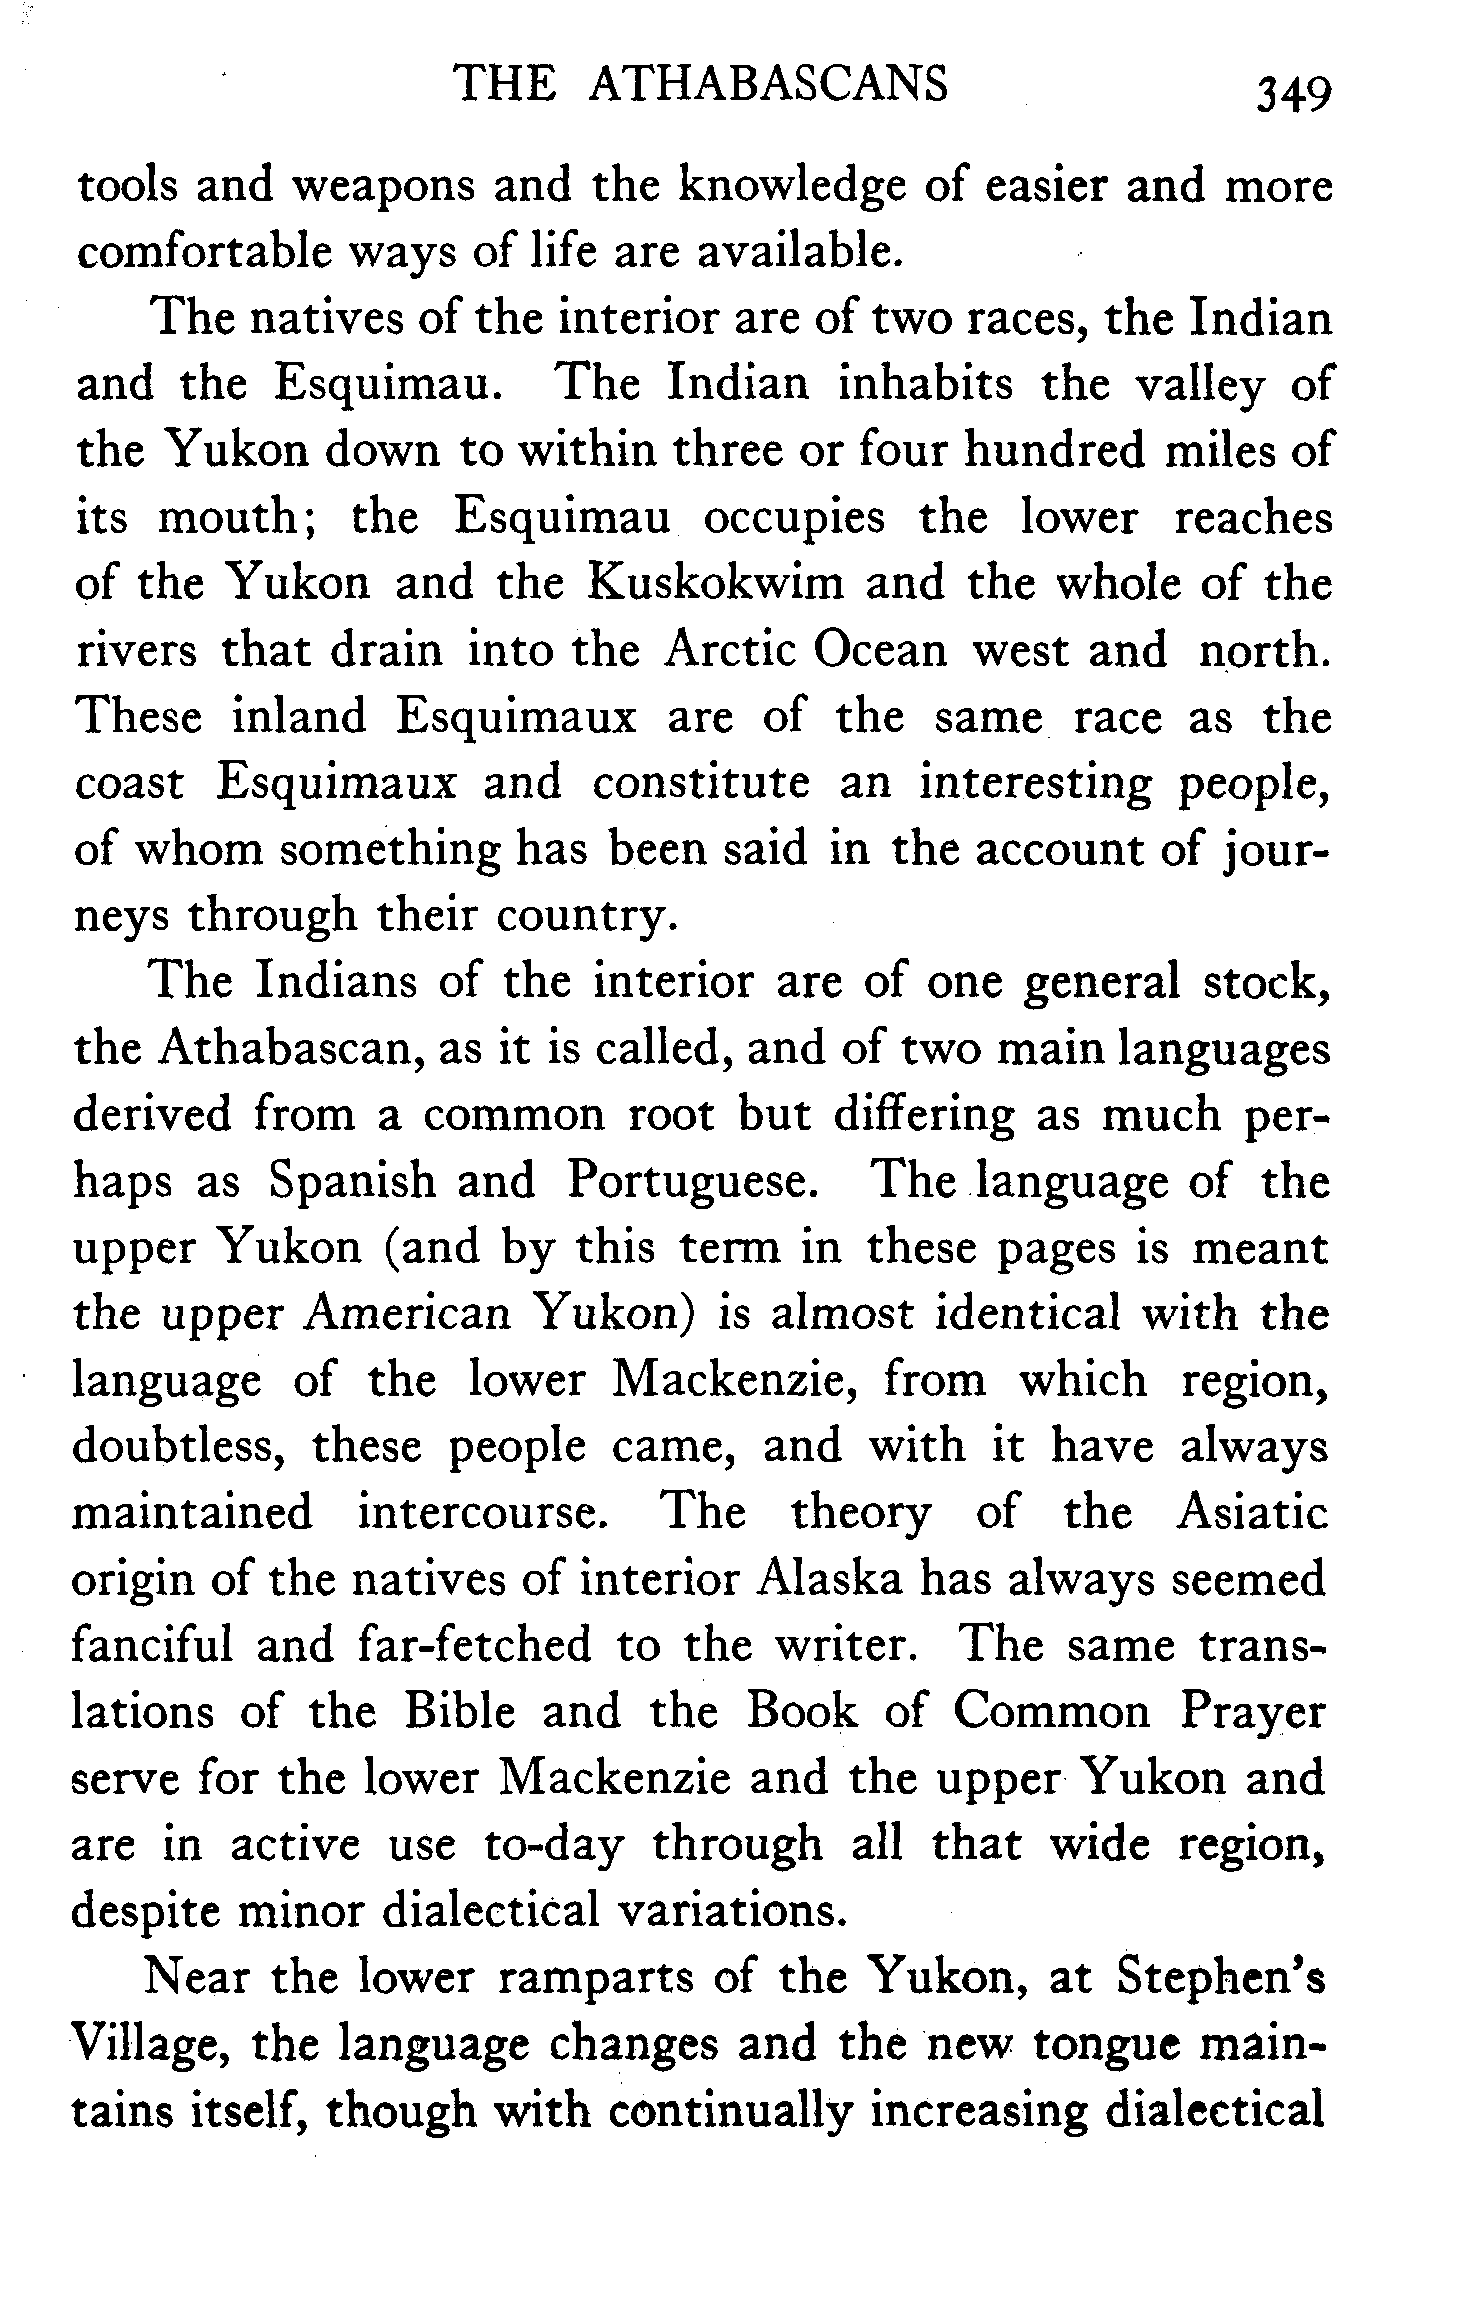 THE ATHABASCANS 349
tools and weapons and the knowledge of easier and more
comfortable ways of life are available.
The natives of the interior are of two races, the Indian
and the Esquimau. The Indian inhabits the valley of
the Yukon down to within three or four hundred miles of
its mouth; the Esquimau occupies the lower reaches
of the Yukon and the Kuskokwim and the whole of the
rivers that drain into the Arctic Ocean west and north.
These inland Esquimaux are of the same race as the
coast Esquimaux and constitute an interesting people,
of whom something has been said in the account of jour-
neys through their country.
The Indians of the interior are of one general stock,
the Athabascan, as it is called, and of two main languages
derived from a common root but differing as much per-
haps as Spanish and Portuguese. The language of the
upper Yukon (and by this term in these pages is meant
the upper American Yukon) is almost identical with the
language of the lower Mackenzie, from which region,
doubtless, these people came, and with it have always
maintained intercourse. The theory of the Asiatic
origin of the natives of interior Alaska has always seemed
fanciful and far-fetched to the writer. The same trans-
lations of the Bible and the Book of Common Prayer
serve for the lower Mackenzie and the upper Yukon and
are in active use to-day through all that wide region,
despite minor dialectical variations.
Near the lower ramparts of the Yukon, at Stephen's
Village, the language changes and the new tongue main-
tains itself, though with continually increasing dialectical